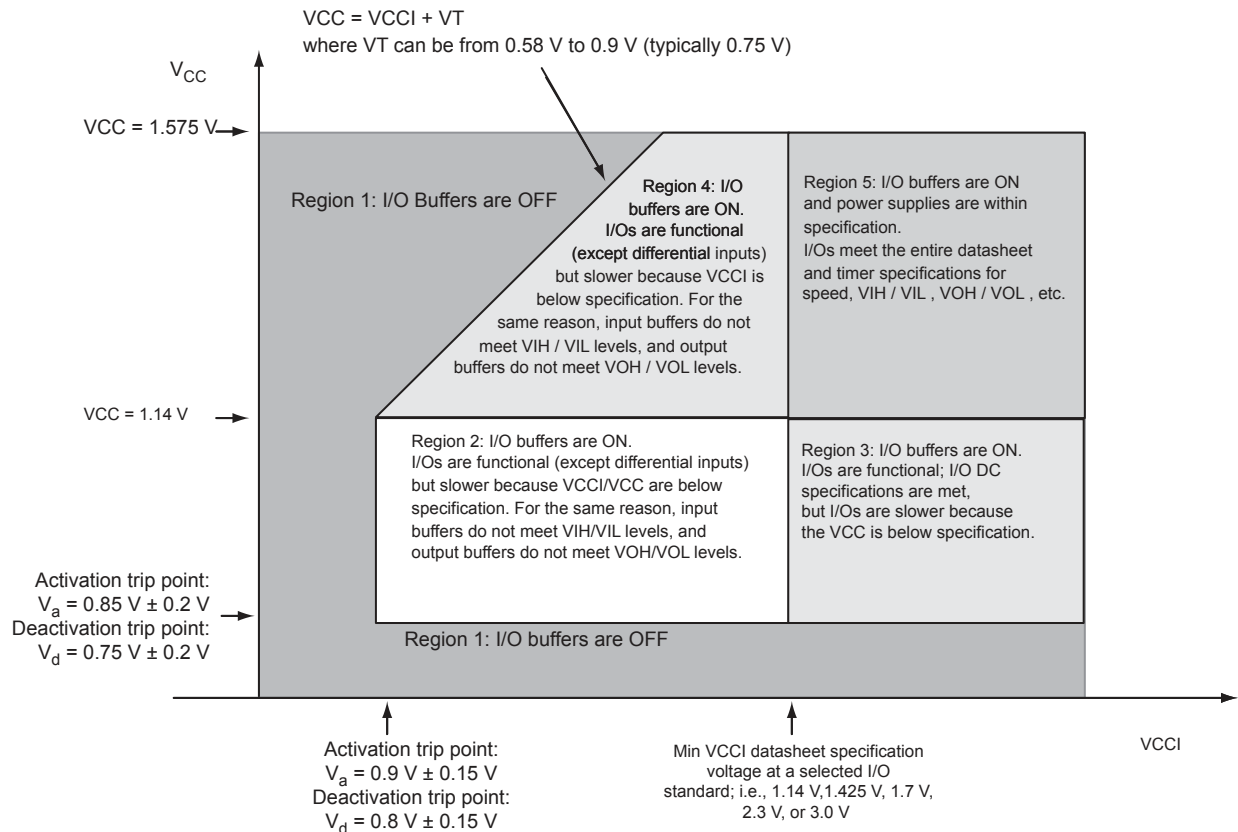 VCC = VCCI + VT
where VT can be from 0.58 V to 0.9 V (typically 0.75 V)
VCC
VCC = 1.575 V
Region 1: I/O Buffers are OFF
Region 4: I/O
buffers are ON.
I/Os are functional
(except differential inputs)
but slower because VCCI is
below specification. For the
same reason, input buffers do not
meet VIH / VIL levels, and output
buffers do not meet VOH / VOL levels.
Region 5: I/O buffers are ON
and power supplies are within
specification.
I/Os meet the entire datasheet
and timer specifications for
speed, VIH / VIL , VOH / VOL , etc.
VCC = 1.14 V
Region 2: I/O buffers are ON.
I/Os are functional (except differential inputs)
but slower because VCCI/VCC are below
specification. For the same reason, input
buffers do not meet VIH/VIL levels, and
output buffers do not meet VOH/VOL levels.
Region 3: I/O buffers are ON.
I/Os are functional; I/O DC
specifications are met,
but I/Os are slower because
the VCC is below specification.
Activation trip point:
Va = 0.85 V ± 0.2 V
Deactivation trip point:
Vd = 0.75 V ± 0.2 V
Region 1: I/O buffers are OFF
Activation trip point:
Va = 0.9 V ± 0.15 V
Deactivation trip point:
Vd = 0.8 V ± 0.15 V
Min VCCI datasheet specification
voltage at a selected I/O
standard; i.e., 1.14 V,1.425 V, 1.7 V,
2.3 V, or 3.0 V
VCCI